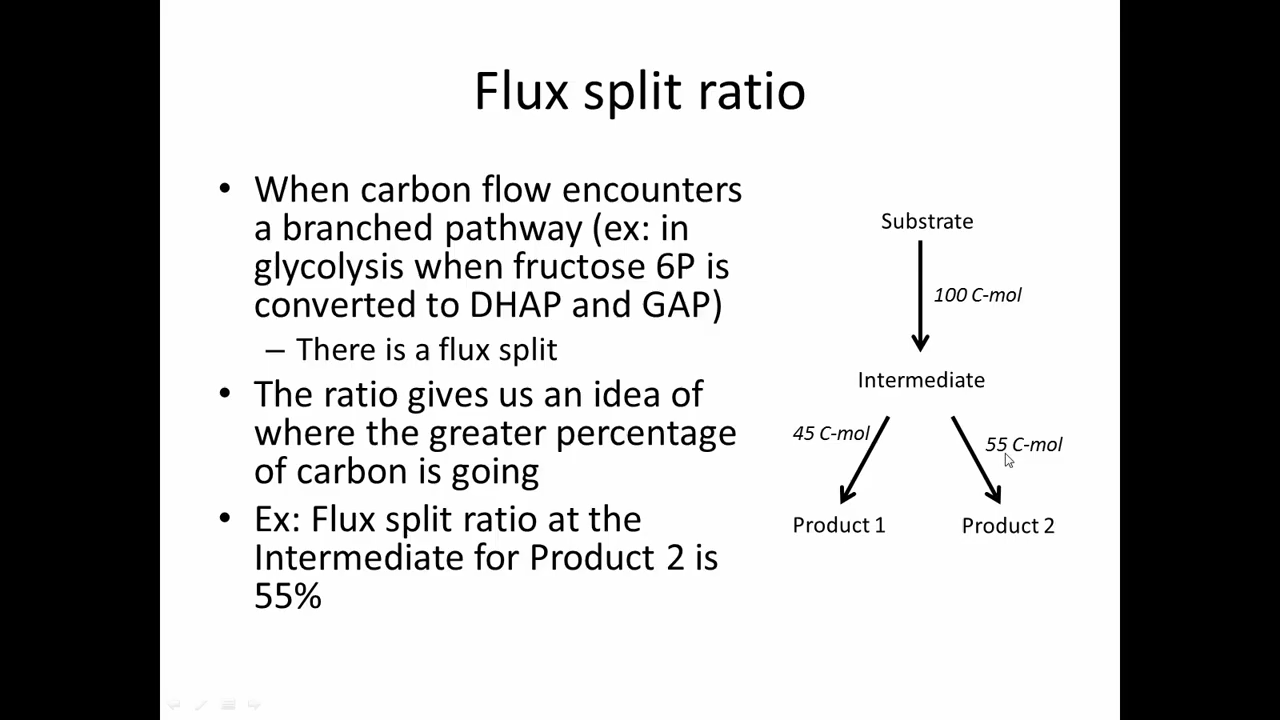 Flux split ratio
• When carbon flow encounters
a branched pathway (ex: in
glycolysis when fructose 6P is
converted to DHAP and GAP)
– There is a flux split
• The ratio gives us an idea of
where the greater percentage
of carbon is going
• Ex: Flux split ratio at the
Intermediate for Product 2 is
55%
Substrate
100 C-mol
Intermediate
45 C-mol
55 C-mol
Product 1
Product 2